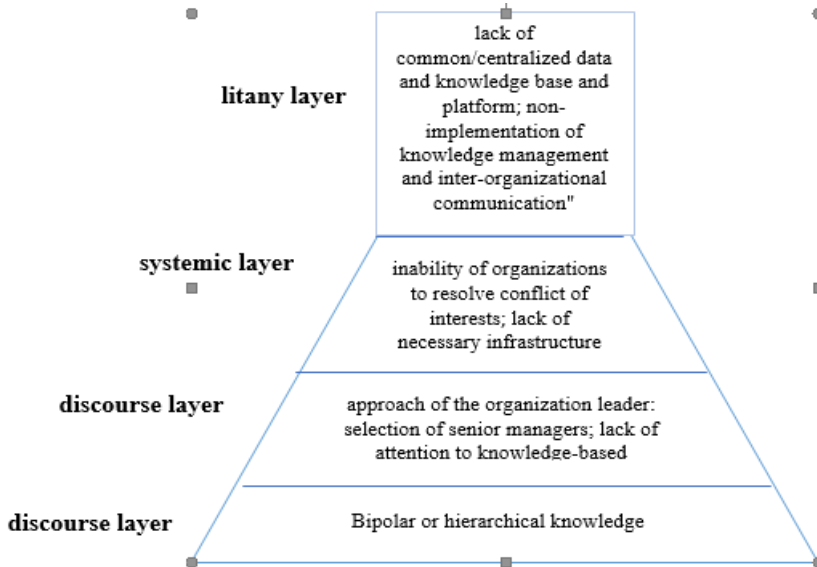 lack of
common/centralized data
and knowledge base and
platform; non-
implementation of
knowledge management
and inter-organizational
communication"
litany layer
systemic layer
inability of organizations
to resolve conflict of
interests; lack of
necessary infrastructure
discourse layer
approach of the organization leader:
selection of senior managers; lack of
attention to knowledge-based
discourse layer
Bipolar or hierarchical knowledge